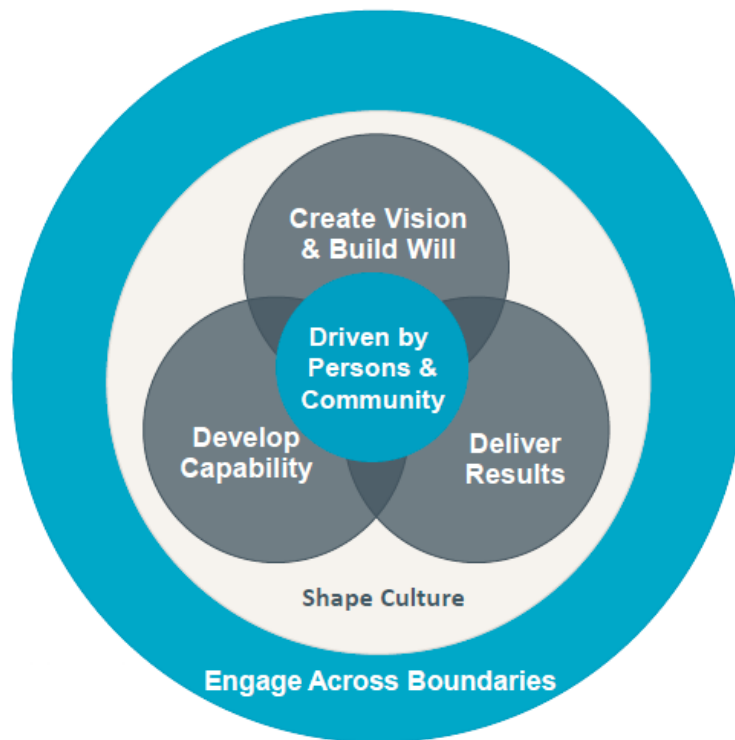 Create Vision
& Build Will
Driven by
Persons &
Community
Develop
Capability
Deliver
Results
Shape Culture
Engage Across Boundaries